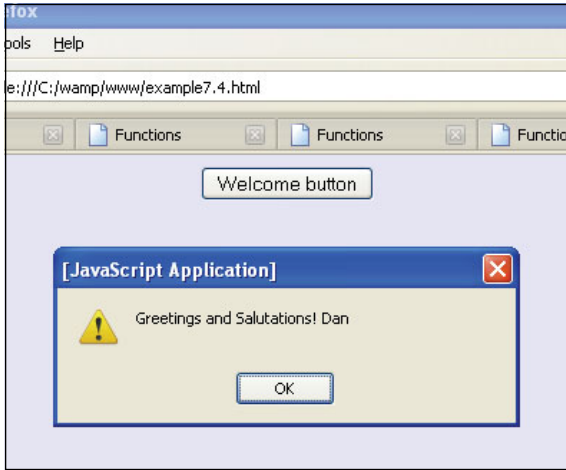 efox
ools Help
le:///C:/wamp/www/example7.4.html
Functions Functions Functio
Welcome button
[JavaScript Application]
Greetings and Salutations! Dan
OK